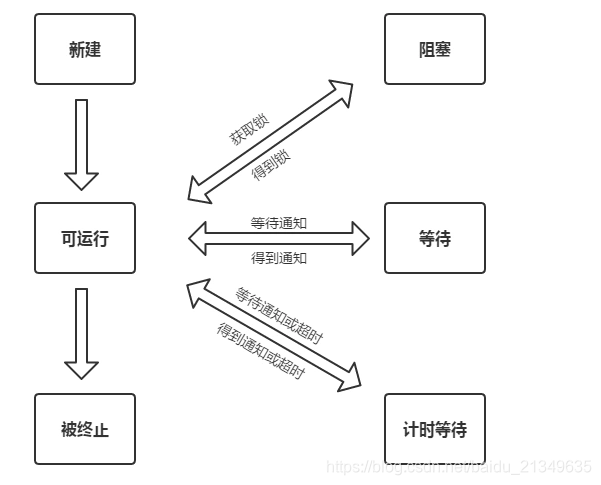 新建
阻塞
获取锁
得到锁
可运行
等待通知
得到通知
等待
等待通知或超时
得到通知或超时
被终止
计时等待
https://blog.csdn.net/baidu_21349635